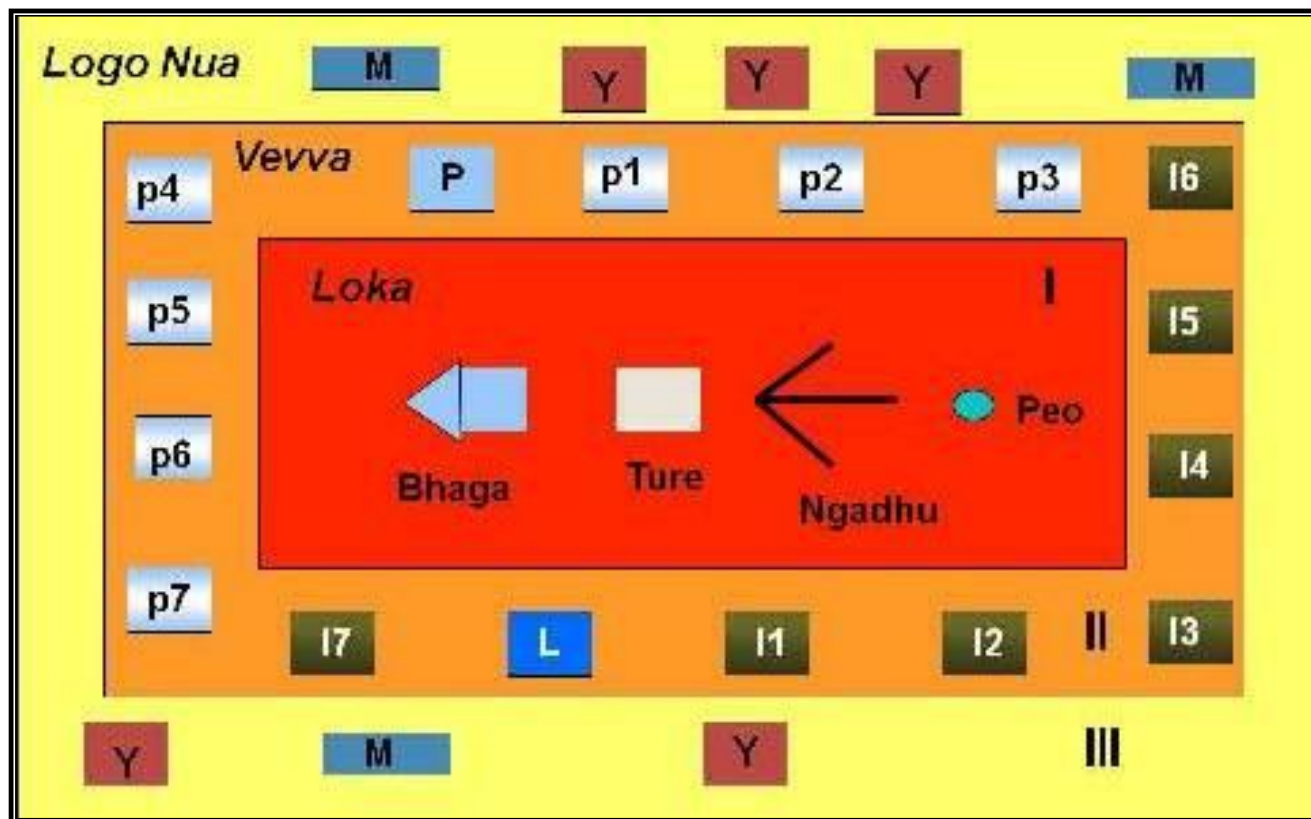 Logo Nua M Y Y Y M
p4 Vevva P p1 p2 p3 I6
Loka I
p5 I5
Peo
p6 Bhaga Ture Ngadhu I4
p7 I7 L I1 I2 II I3
Y M Y III